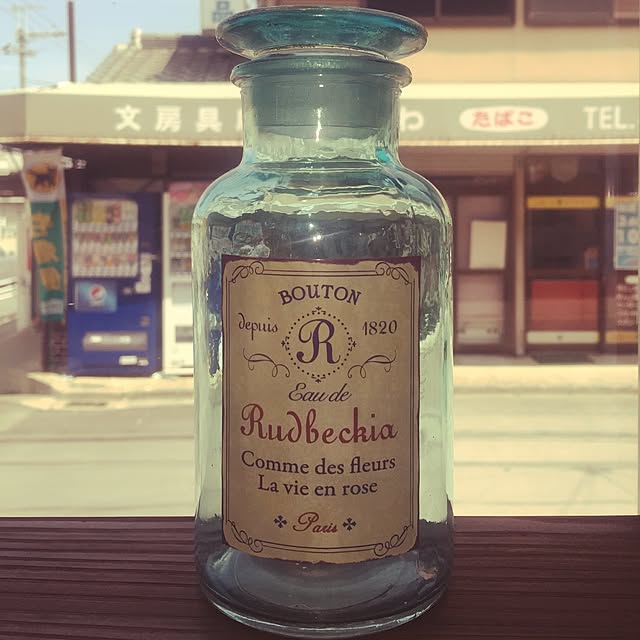 文房具
わ
たばこ
TEL.
BOUTON
depuis R 1820
Eau de
Rudbeckia
Comme des fleurs
La vie en rose
Paris